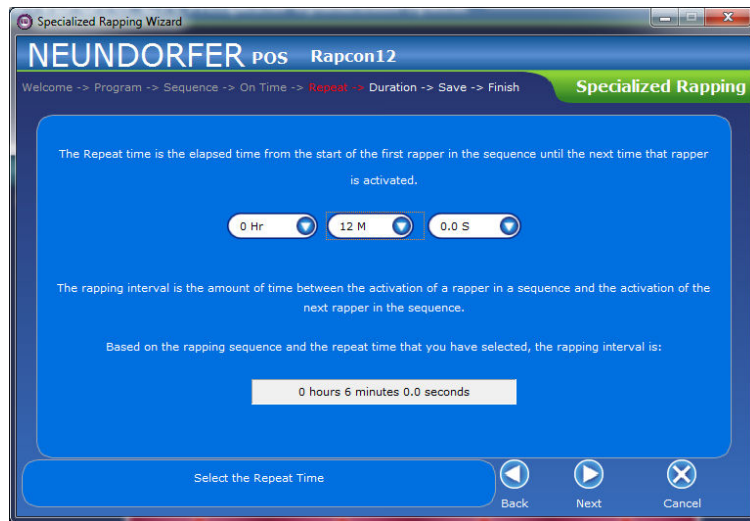 Specialized Rapping Wizard
NEUNDORFER POS Rapcon12
Welcome -> Program -> Sequence -> On Time -> Repeat -> Duration -> Save -> Finish
Specialized Rapping
The Repeat time is the elapsed time from the start of the first rapper in the sequence until the next time that rapper
is activated.
0 Hr
12 M
0.0 S
The rapping interval is the amount of time between the activation of a rapper in a sequence and the activation of the
next rapper in the sequence.
Based on the rapping sequence and the repeat time that you have selected, the rapping interval is:
0 hours 6 minutes 0.0 seconds
Select the Repeat Time
Back
Next
Cancel